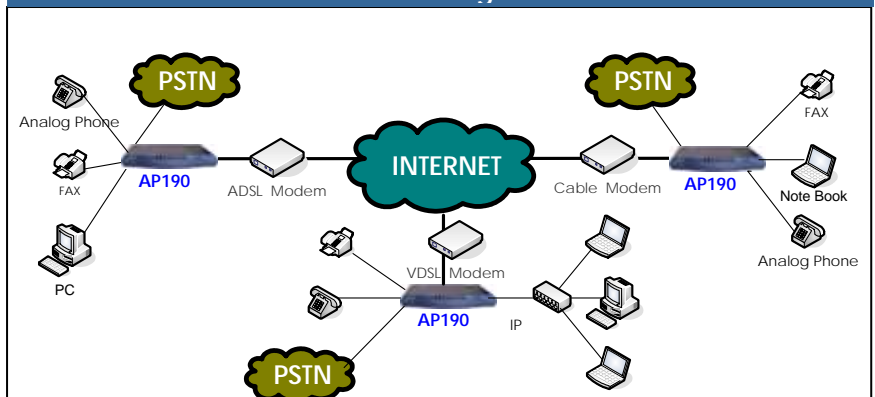 PSTN
PSTN
Analog Phone
FAX
INTERNET
FAX
AP190
ADSL Modem
Cable Modem
AP190
Note Book
PC
VDSL Modem
Analog Phone
AP190
IP
PSTN